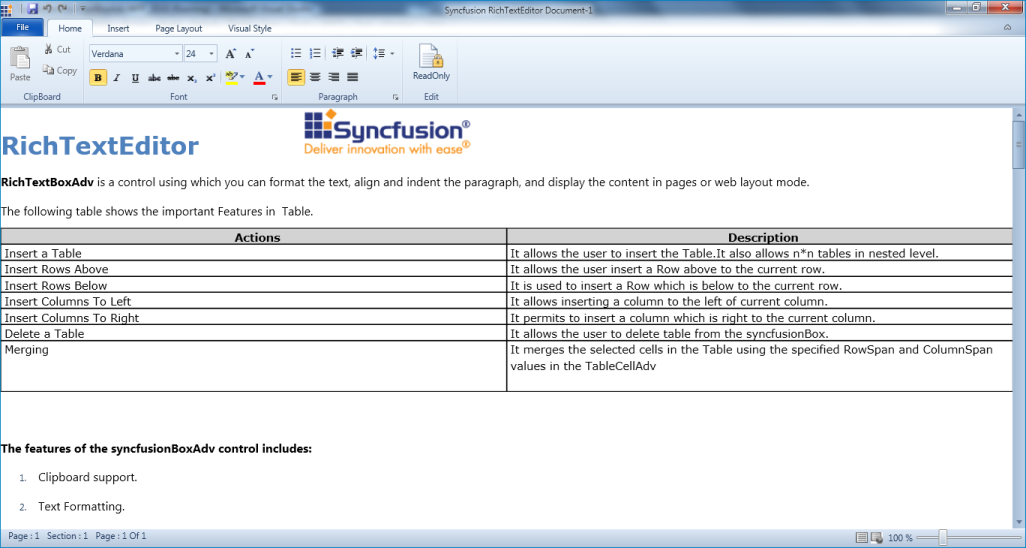 Syncfusion RichTextEditor Document-1
File Home Insert Page Layout Visual Style
Paste
Cut
Copy
ClipBoard
Verdana 24 A A
B I U abc abc x₂ x² A
Font
Paragraph
ReadOnly
Edit
RichTextEditor
Syncfusion®
Deliver innovation with ease®
RichTextBoxAdv is a control using which you can format the text, align and indent the paragraph, and display the content in pages or web layout mode.
The following table shows the important Features in  Table.
Actions Description
Insert a Table It allows the user to insert the Table.It also allows n*n tables in nested level.
Insert Rows Above It allows the user insert a Row above to the current row.
Insert Rows Below It is used to insert a Row which is below to the current row.
Insert Columns To Left It allows inserting a column to the left of current column.
Insert Columns To Right It permits to insert a column which is right to the current column.
Delete a Table It allows the user to delete table from the syncfusionBox.
Merging It merges the selected cells in the Table using the specified RowSpan and ColumnSpan
values in the TableCellAdv
The features of the syncfusionBoxAdv control includes:
1. Clipboard support.
2. Text Formatting.
Page : 1 Section : 1 Page : 1 Of 1 100 %